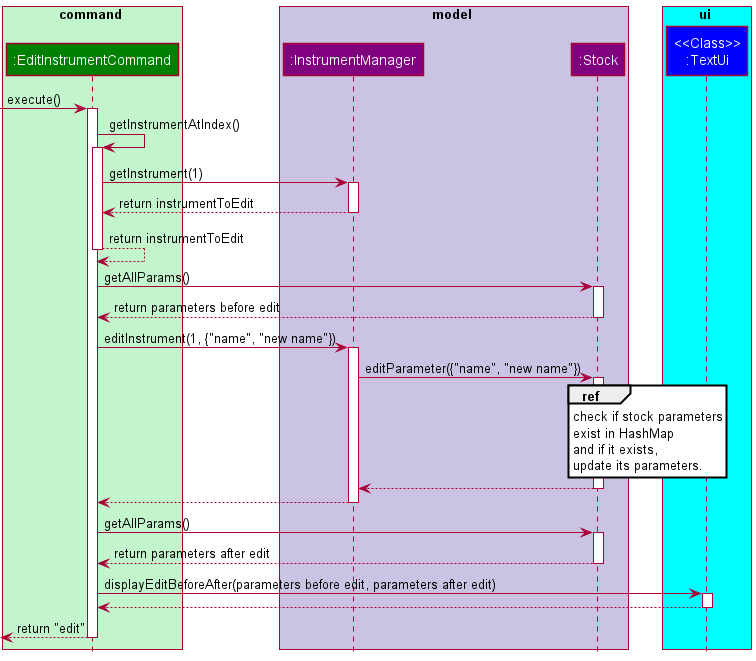 command
model
ui
:EditInstrumentCommand
:InstrumentManager
:Stock
<<Class>>
:TextUi
execute()
getInstrumentAtIndex()
getInstrument(1)
return instrumentToEdit
return instrumentToEdit
getAllParams()
return parameters before edit
editInstrument(1, {"name", "new name"})
editParameter({"name", "new name"})
ref
check if stock parameters
exist in HashMap
and if it exists,
update its parameters.
getAllParams()
return parameters after edit
displayEditBeforeAfter(parameters before edit, parameters after edit)
return "edit"